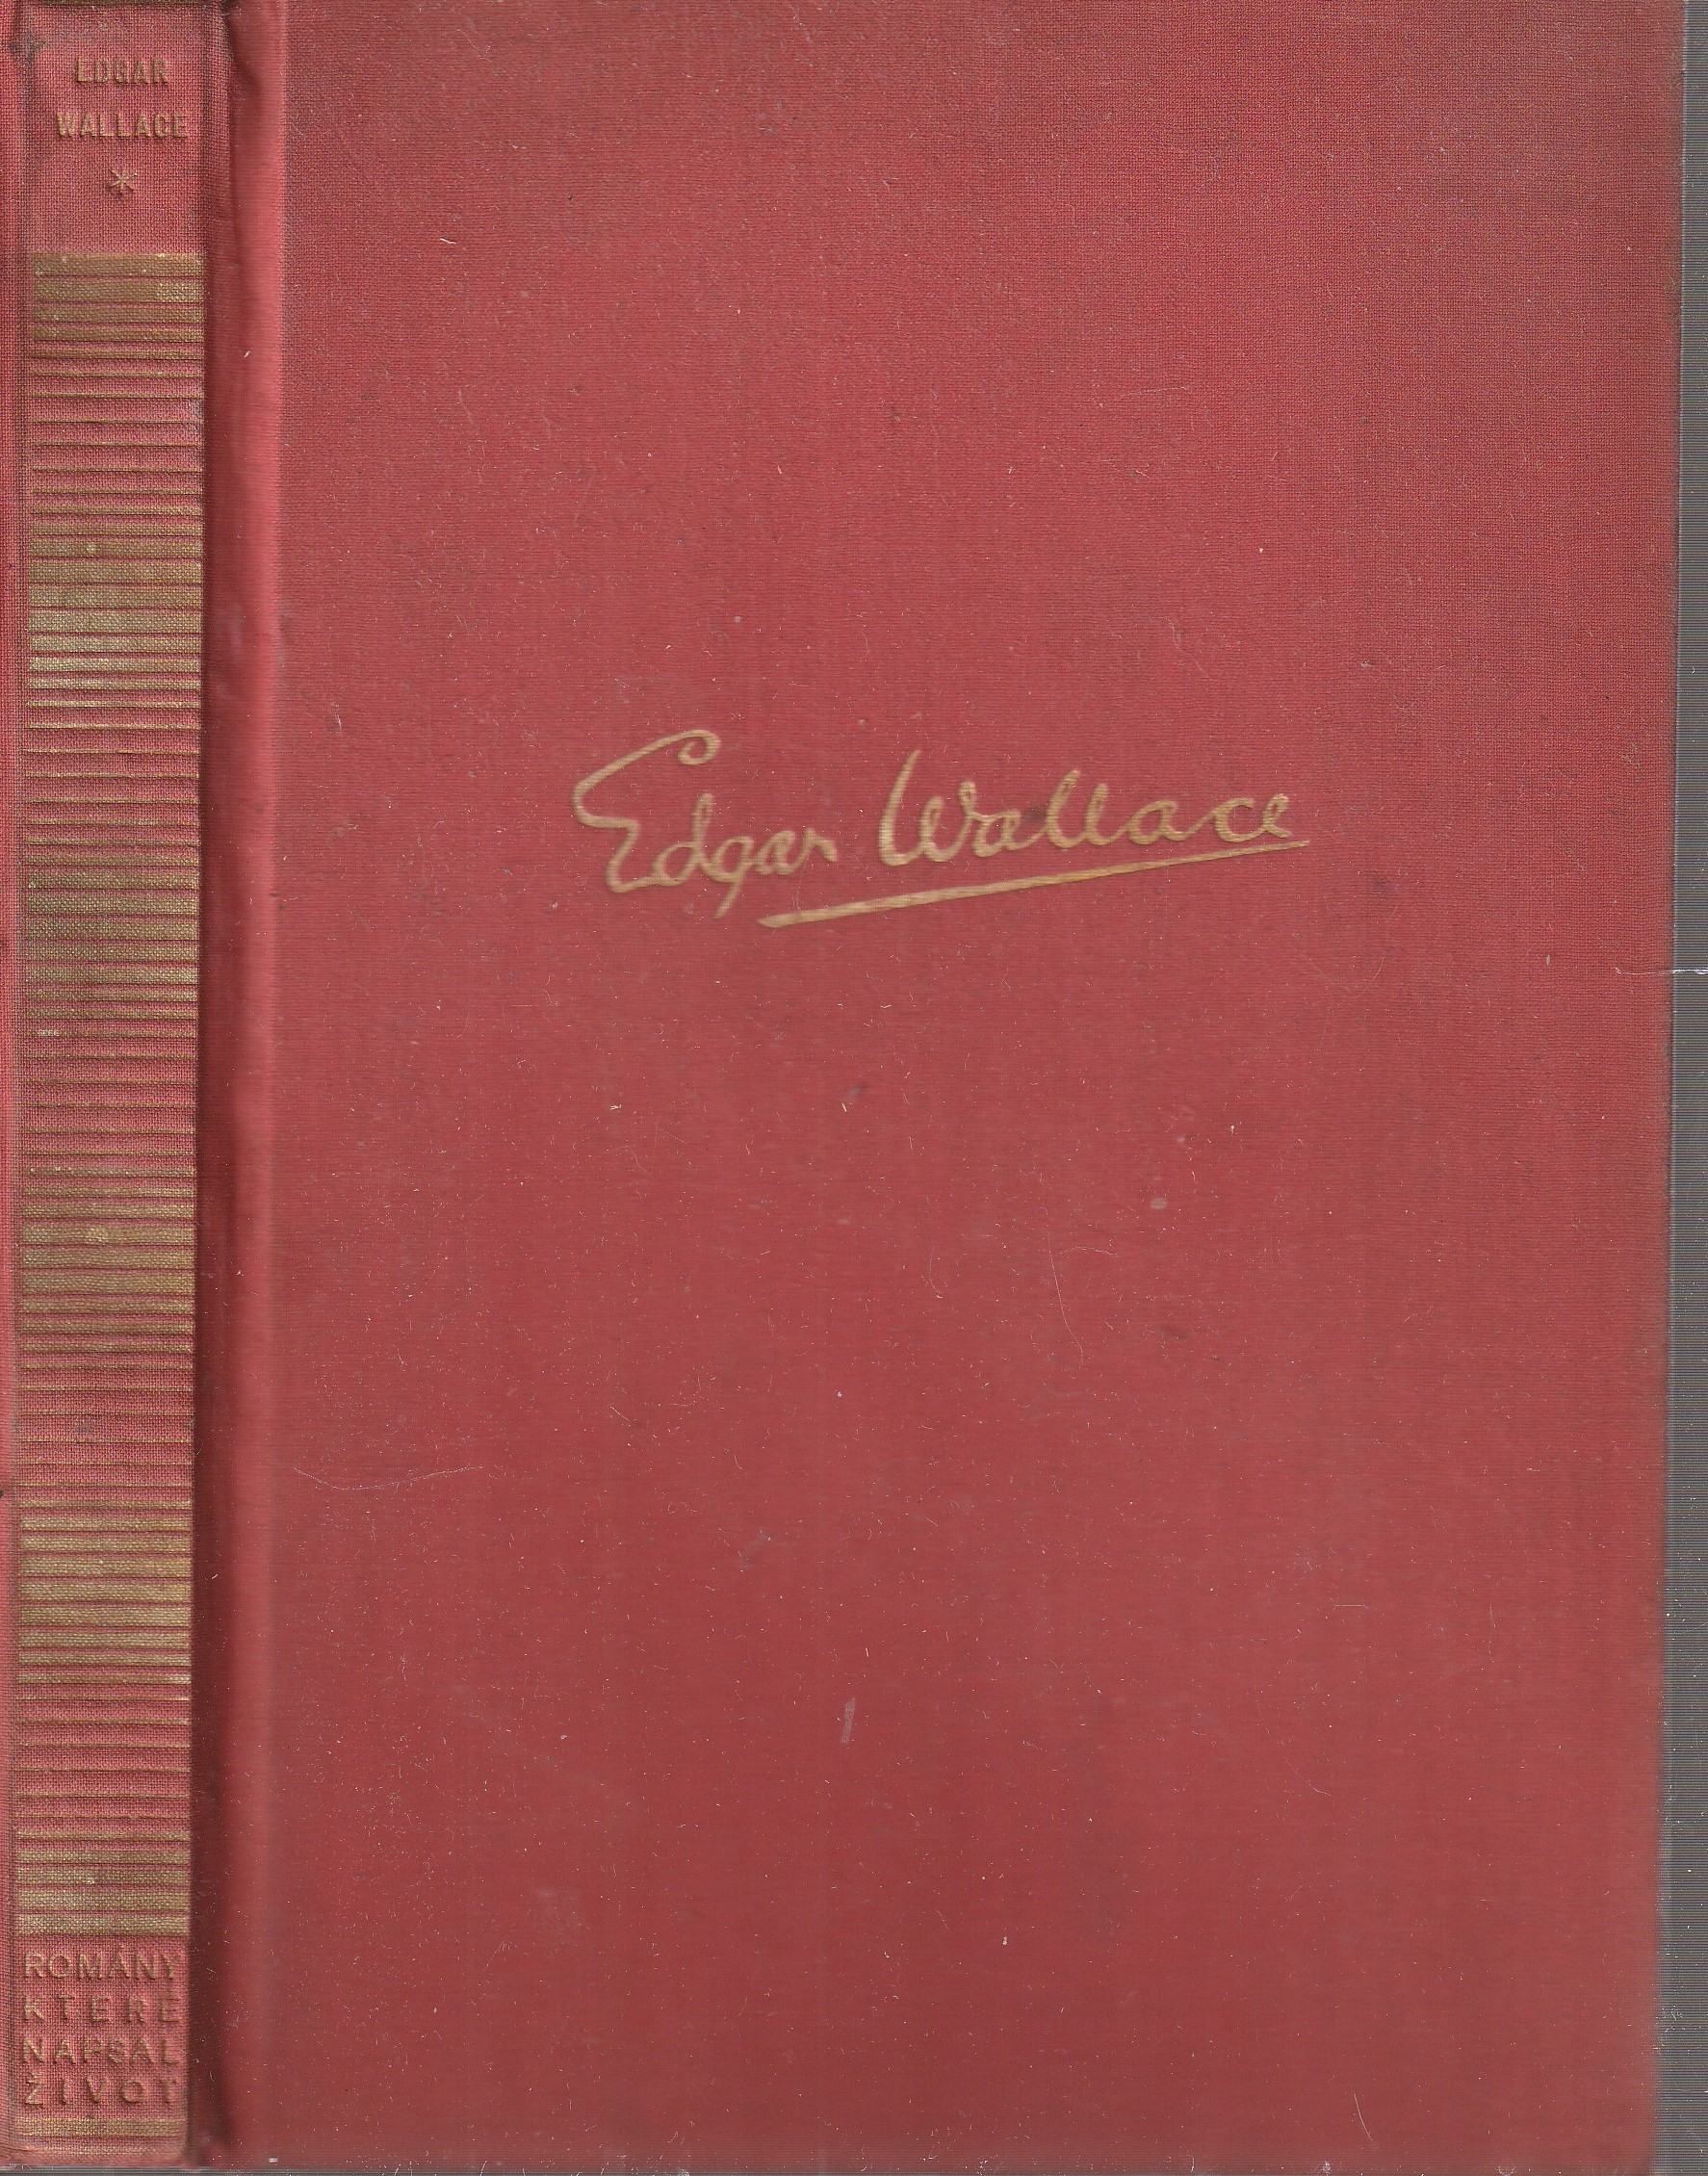 EDGAR
WALLACE
*
ROMÁNY
KTERÉ
NAPSAL
ŽIVOT
Edgar Wallace